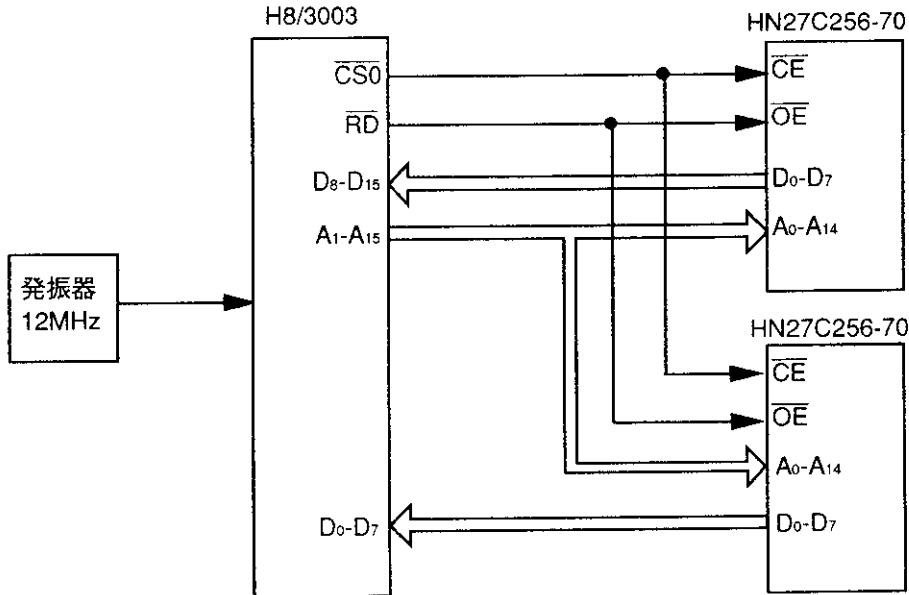 H8/3003
HN27C256-70
CS0
CE
RD
OE
D8-D15
D0-D7
A1-A15
A0-A14
発振器
12MHz
HN27C256-70
CE
OE
A0-A14
D0-D7
D0-D7